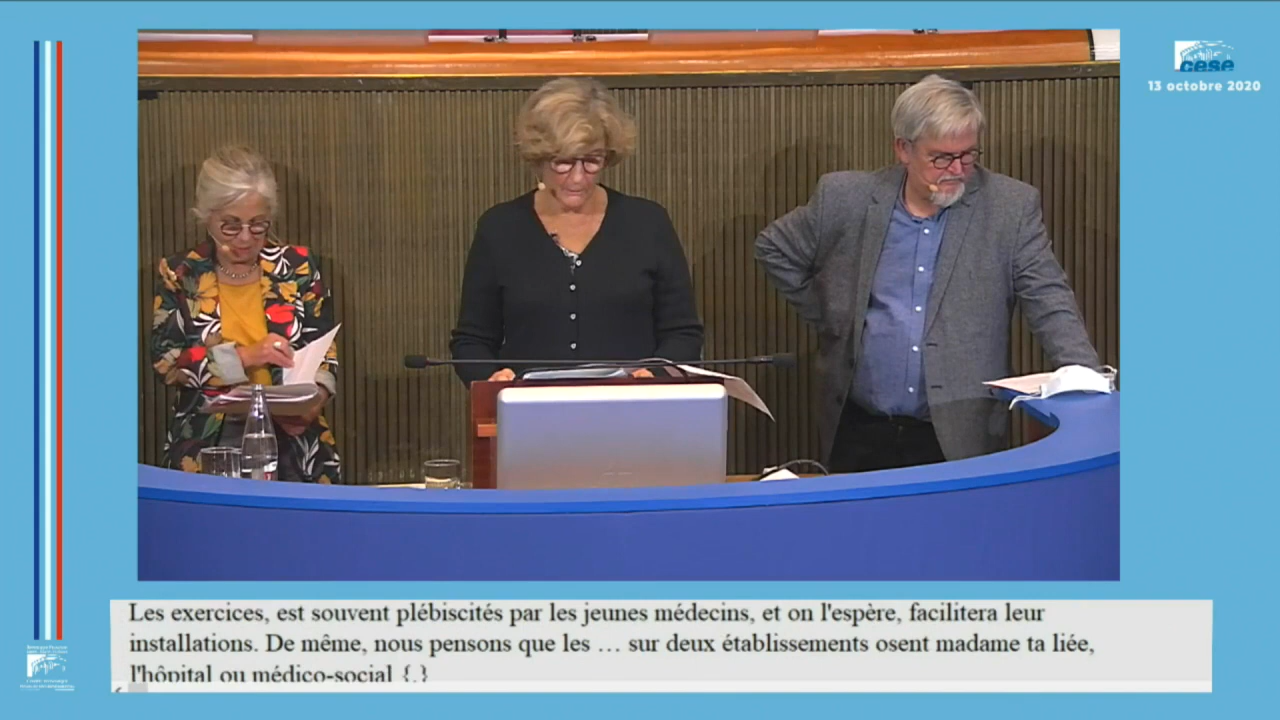 cese
13 octobre 2020
Les exercices, est souvent plébiscités par les jeunes médecins, et on l'espère, facilitera leur
installations. De même, nous pensons que les … sur deux établissements osent madame ta liée,
l'hôpital ou médico-social {.}